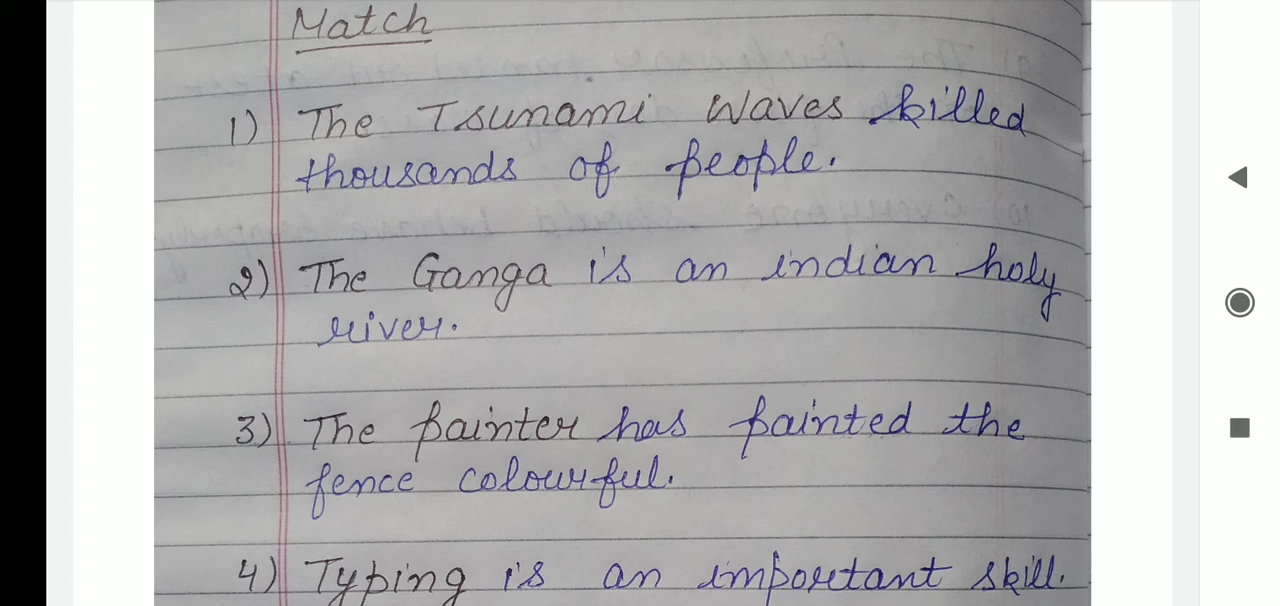 Match
1) The Tsunami Waves killed
thousands of people.
2) The Ganga is an indian holy
river.
3) The painter has painted the
fence colourful.
4) Typing is an important skill.